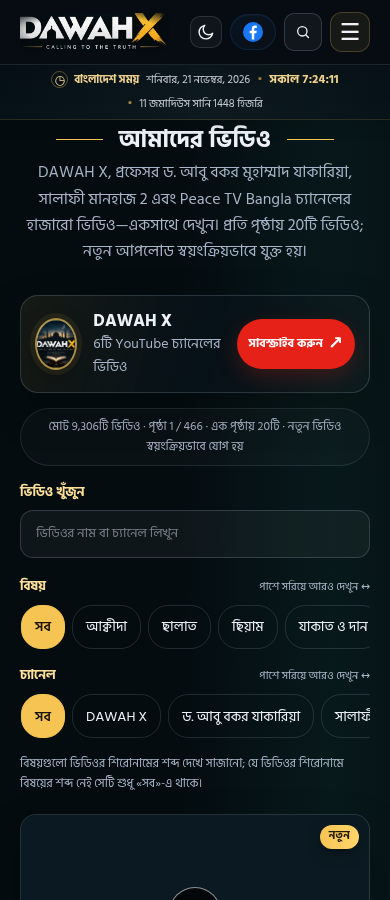 DAWAHX
CALLING TO THE TRUTH
বাংলাদেশ সময় শনিবার, 21 নভেম্বর, 2026 • সকাল 7:24:11
• 11 জমাদিউস সানি 1448 হিজরি
আমাদের ভিডিও
DAWAH X, প্রফেসর ড. আবু বকর মুহাম্মাদ যাকারিয়া,
সালাফী মানহাজ 2 এবং Peace TV Bangla চ্যানেলের
হাজারো ভিডিও—একসাথে দেখুন। প্রতি পৃষ্ঠায় 20টি ভিডিও;
নতুন আপলোড স্বয়ংক্রিয়ভাবে যুক্ত হয়।
DAWAHX
DAWAH X
6টি YouTube চ্যানেলের
ভিডিও
সাবস্ক্রাইব করুন ↗
মোট 9,306টি ভিডিও · পৃষ্ঠা 1 / 466 · এক পৃষ্ঠায় 20টি · নতুন ভিডিও
স্বয়ংক্রিয়ভাবে যোগ হয়
ভিডিও খুঁজুন
ভিডিওর নাম বা চ্যানেল লিখুন
বিষয় পাশে সরিয়ে আরও দেখুন ↔
সব আক্বীদা ছালাত ছিয়াম যাকাত ও দান
চ্যানেল পাশে সরিয়ে আরও দেখুন ↔
সব DAWAH X ড. আবু বকর যাকারিয়া সালাফী
বিষয়গুলো ভিডিওর শিরোনামের শব্দ দেখে সাজানো; যে ভিডিওর শিরোনামে
বিষয়ের শব্দ নেই সেটি শুধু «সব»-এ থাকে।
নতুন